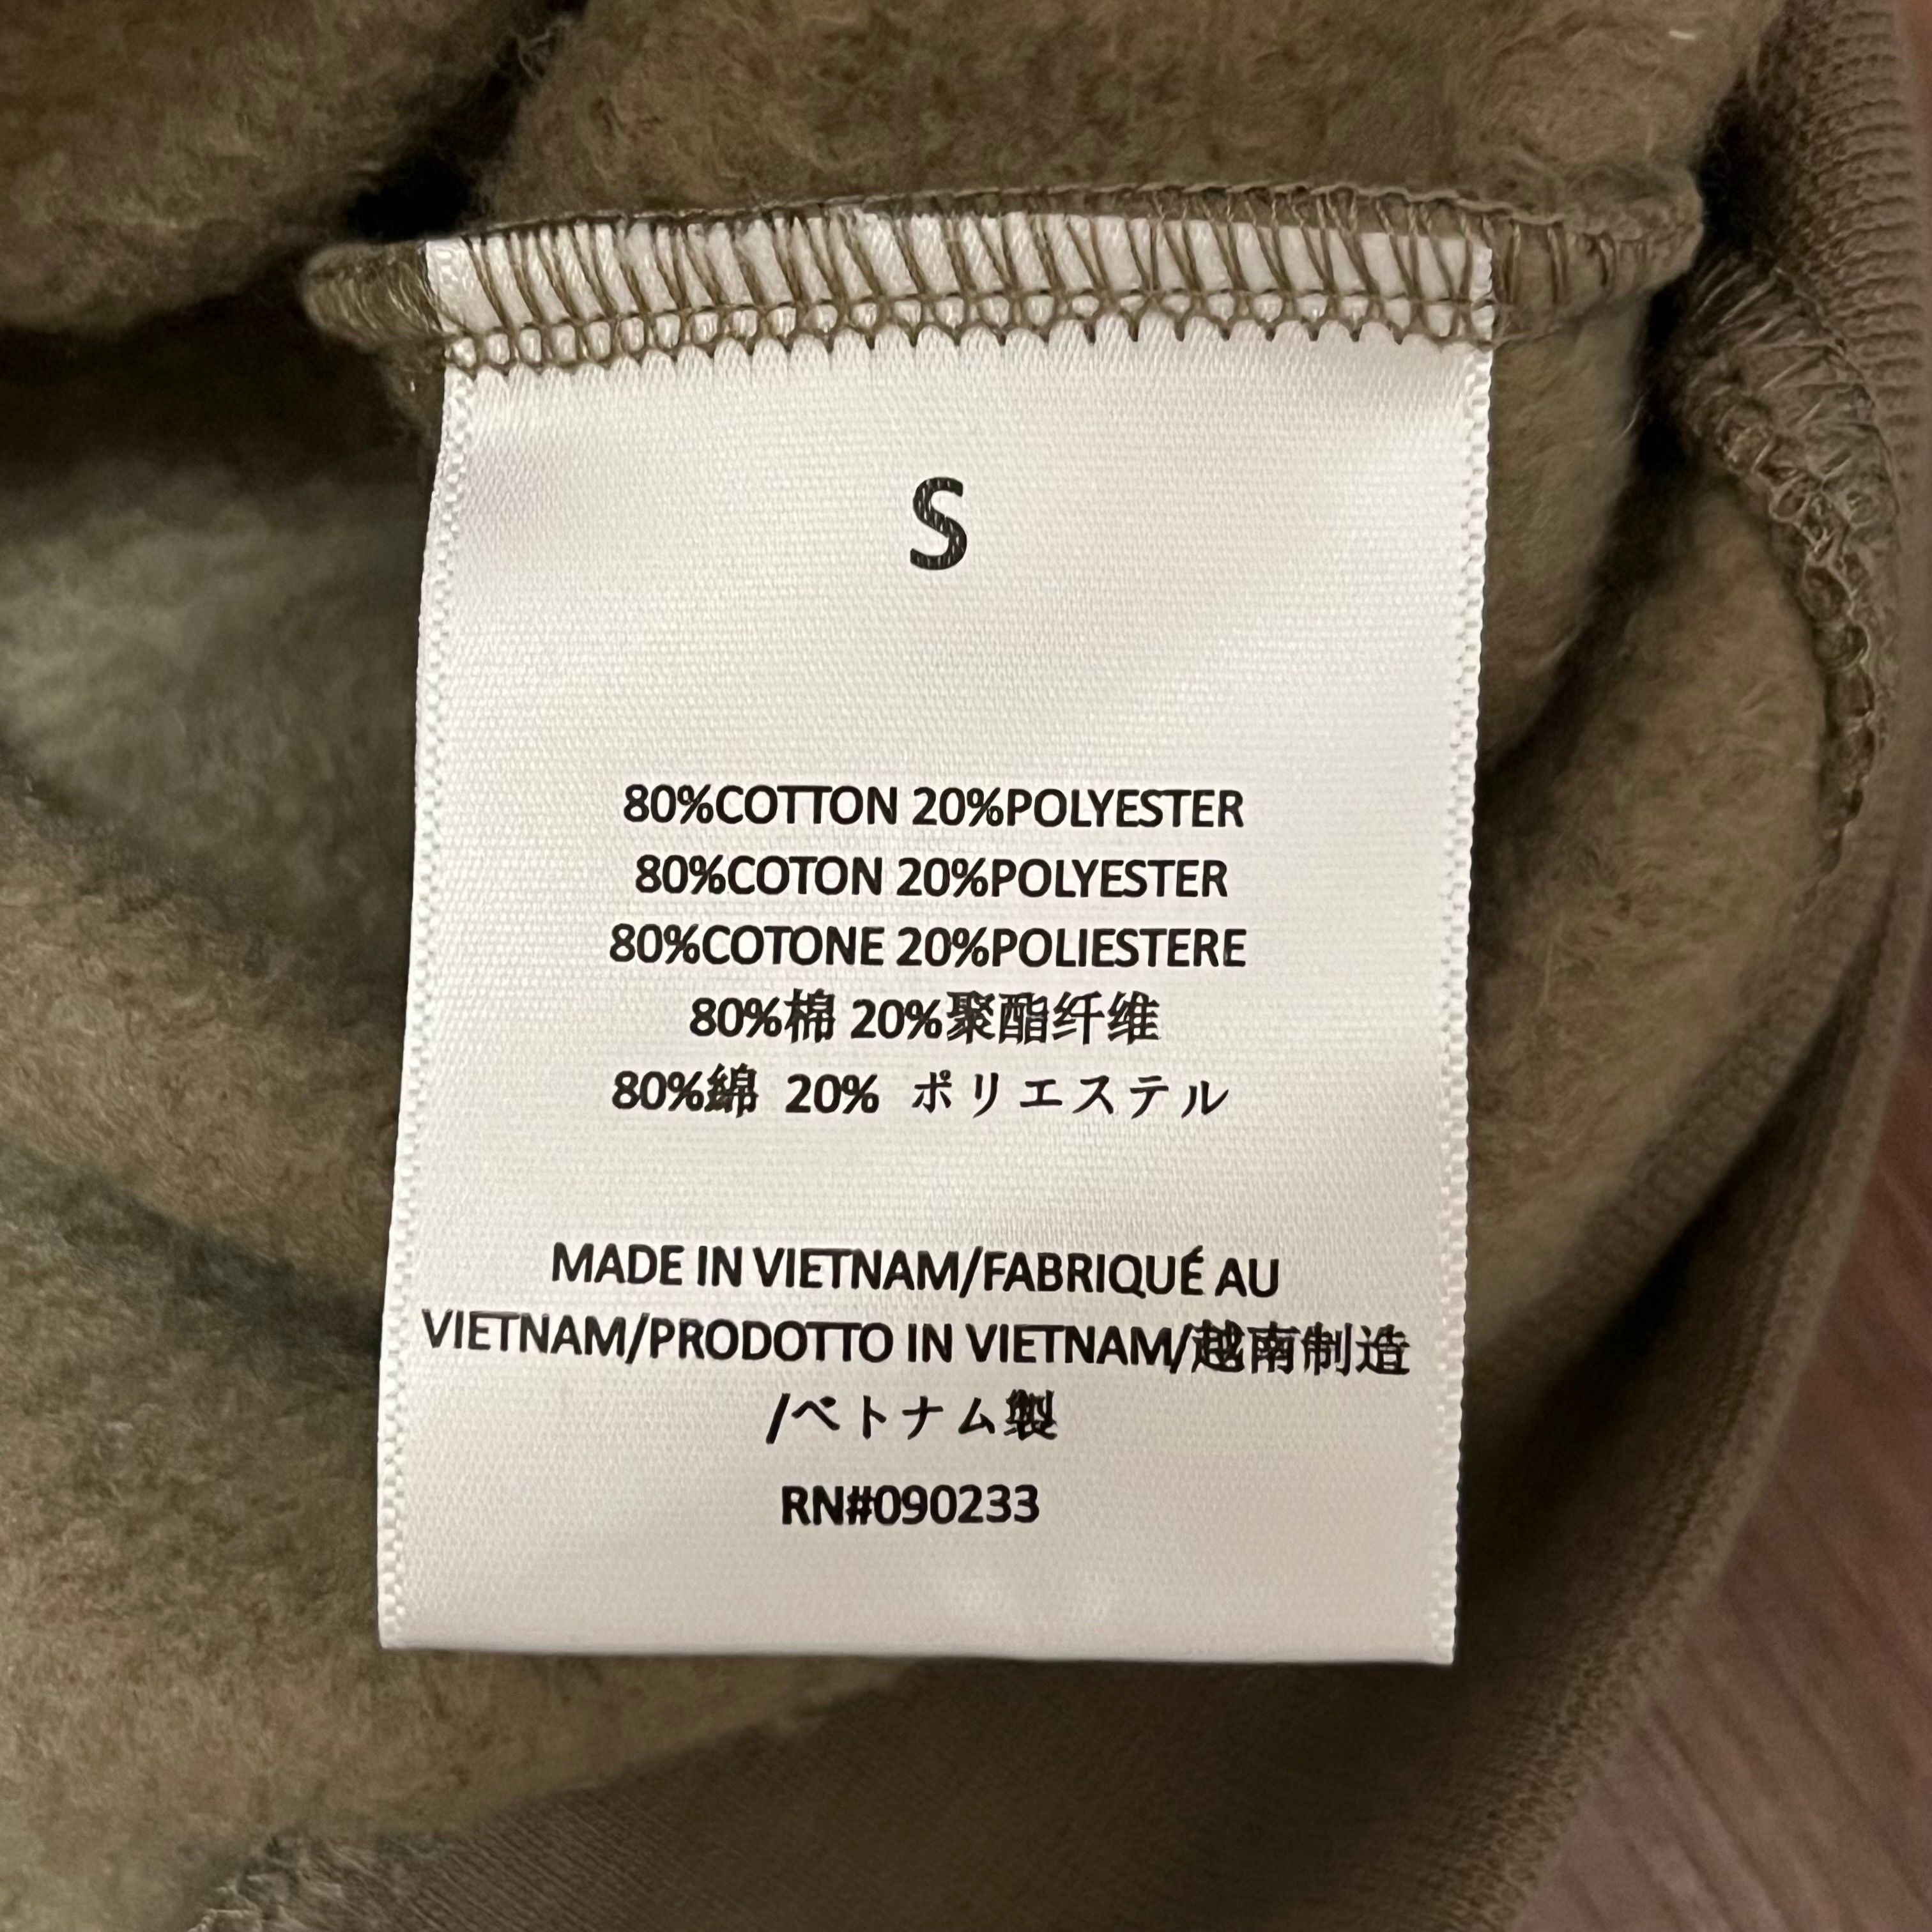 S
80%COTTON 20%POLYESTER
80%COTON 20%POLYESTER
80%COTONE 20%POLIESTERE
80%棉 20%聚酯纤维
80%綿 20% ポリエステル
MADE IN VIETNAM/FABRIQUÉ AU
VIETNAM/PRODOTTO IN VIETNAM/越南制造
/ベトナム製
RN#090233